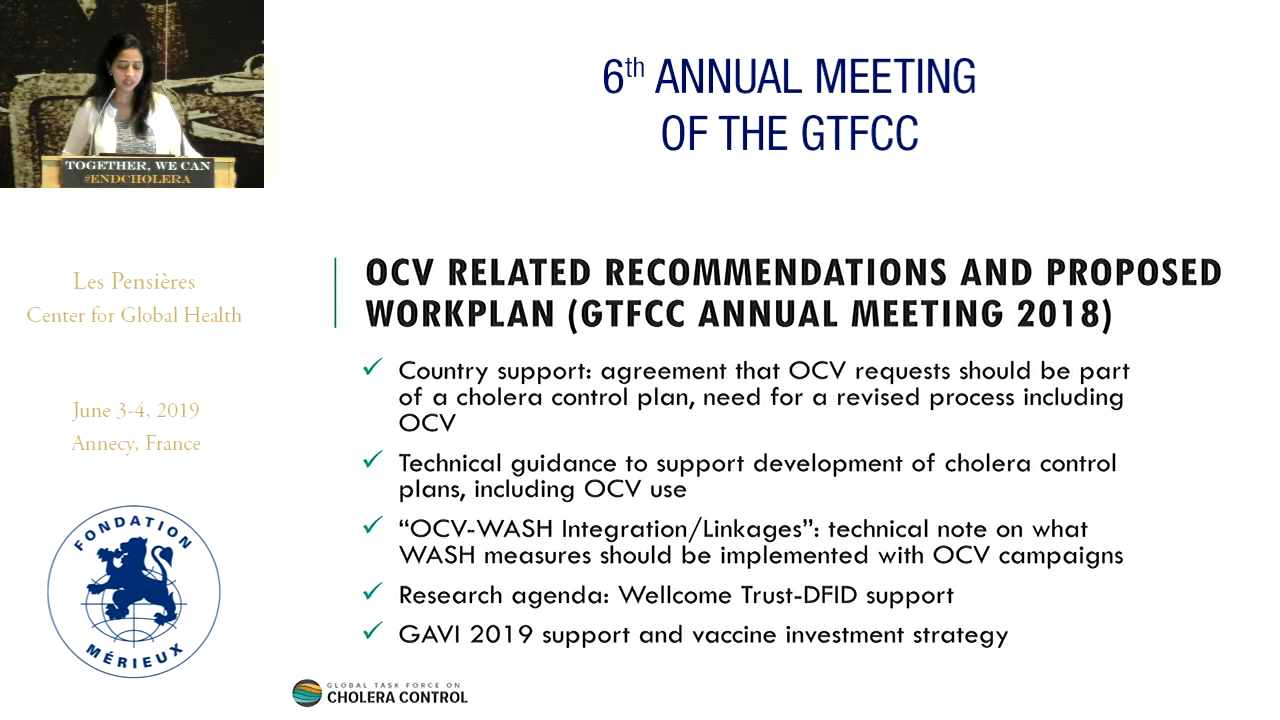 TOGETHER, WE CAN
#ENDCHOLERA
6th ANNUAL MEETING
OF THE GTFCC
Les Pensières
Center for Global Health
June 3-4, 2019
Annecy, France
FONDATION
MÉRIEUX
OCV RELATED RECOMMENDATIONS AND PROPOSED
WORKPLAN (GTFCC ANNUAL MEETING 2018)
✓ Country support: agreement that OCV requests should be part
of a cholera control plan, need for a revised process including
OCV
✓ Technical guidance to support development of cholera control
plans, including OCV use
✓ “OCV-WASH Integration/Linkages”: technical note on what
WASH measures should be implemented with OCV campaigns
✓ Research agenda: Wellcome Trust-DFID support
✓ GAVI 2019 support and vaccine investment strategy
GLOBAL TASK FORCE ON
CHOLERA CONTROL